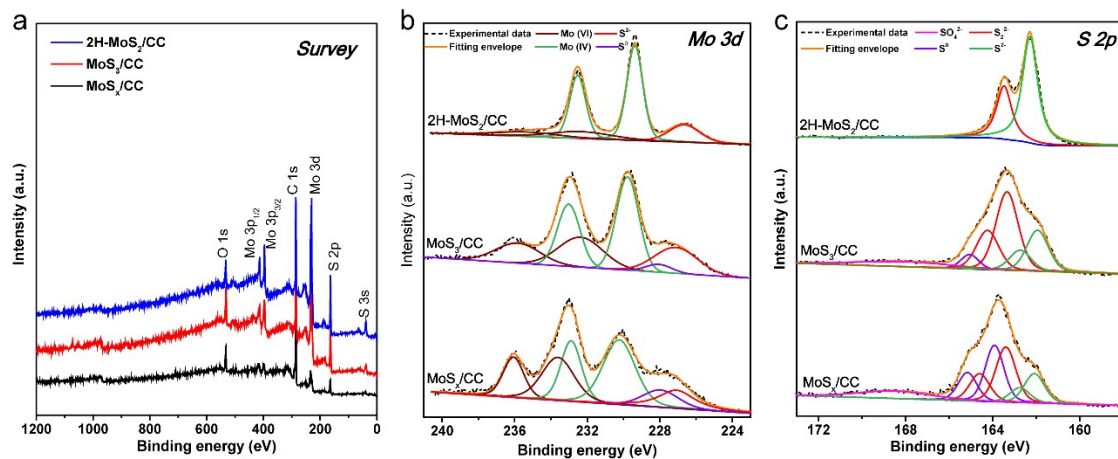 a
Survey
2H-MoS₂/CC
MoS₃/CC
MoSₓ/CC
O 1s
Mo 3p₁/₂
Mo 3p₃/₂
C 1s
Mo 3d
S 2p
S 3s
Intensity (a.u.)
1200 1000 800 600 400 200 0
Binding energy (eV)
b
Mo 3d
Experimental data
Fitting envelope
Mo (VI)
Mo (IV)
S²⁻
S⁰
2H-MoS₂/CC
MoS₃/CC
MoSₓ/CC
Intensity (a.u.)
240 236 232 228 224
Binding energy (eV)
c
S 2p
Experimental data
Fitting envelope
SO₄²⁻
S⁰
S₂²⁻
S²⁻
2H-MoS₂/CC
MoS₃/CC
MoSₓ/CC
Intensity (a.u.)
172 168 164 160
Binding energy (eV)